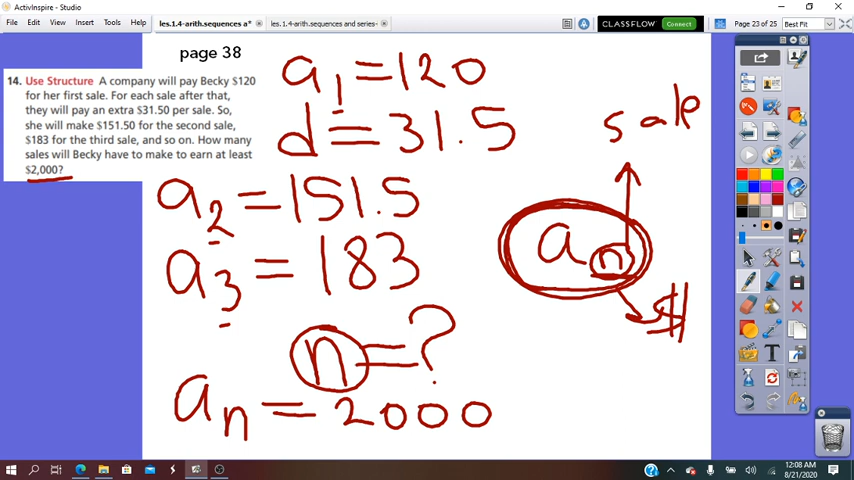 ActivInspire - Studio
File Edit View Insert Tools Help
les.1.4-arith.sequences a*
les.1.4-arith.sequences and series-
CLASSFLOW
Connect
Page 23 of 25
Best Fit
page 38
14. Use Structure A company will pay Becky $120
for her first sale. For each sale after that,
they will pay an extra $31.50 per sale. So,
she will make $151.50 for the second sale,
$183 for the third sale, and so on. How many
sales will Becky have to make to earn at least
$2,000?
a1 = 120
d = 31.5
a2 = 151.5
a3 = 183
n = ?
an = 2000
sale
an
$
12:08 AM
8/21/2020